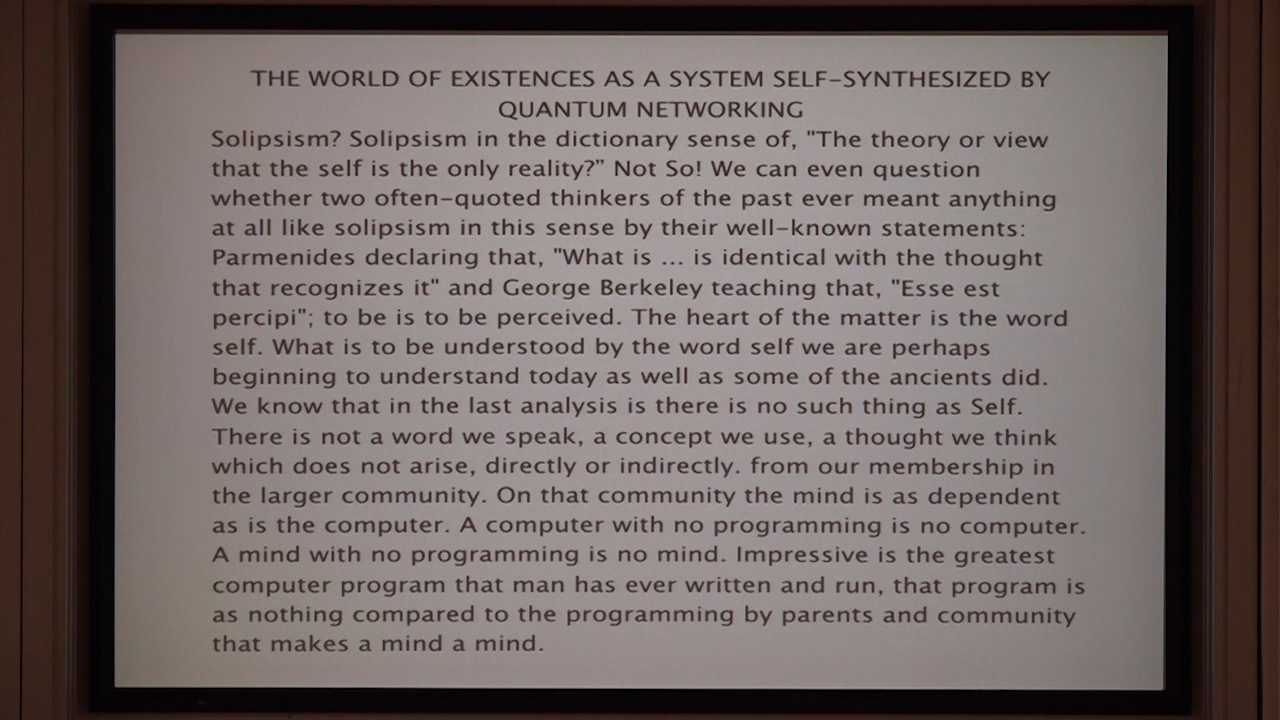 THE WORLD OF EXISTENCES AS A SYSTEM SELF-SYNTHESIZED BY
QUANTUM NETWORKING
Solipsism? Solipsism in the dictionary sense of, "The theory or view
that the self is the only reality?" Not So! We can even question
whether two often-quoted thinkers of the past ever meant anything
at all like solipsism in this sense by their well-known statements:
Parmenides declaring that, "What is ... is identical with the thought
that recognizes it" and George Berkeley teaching that, "Esse est
percipi"; to be is to be perceived. The heart of the matter is the word
self. What is to be understood by the word self we are perhaps
beginning to understand today as well as some of the ancients did.
We know that in the last analysis is there is no such thing as Self.
There is not a word we speak, a concept we use, a thought we think
which does not arise, directly or indirectly. from our membership in
the larger community. On that community the mind is as dependent
as is the computer. A computer with no programming is no computer.
A mind with no programming is no mind. Impressive is the greatest
computer program that man has ever written and run, that program is
as nothing compared to the programming by parents and community
that makes a mind a mind.